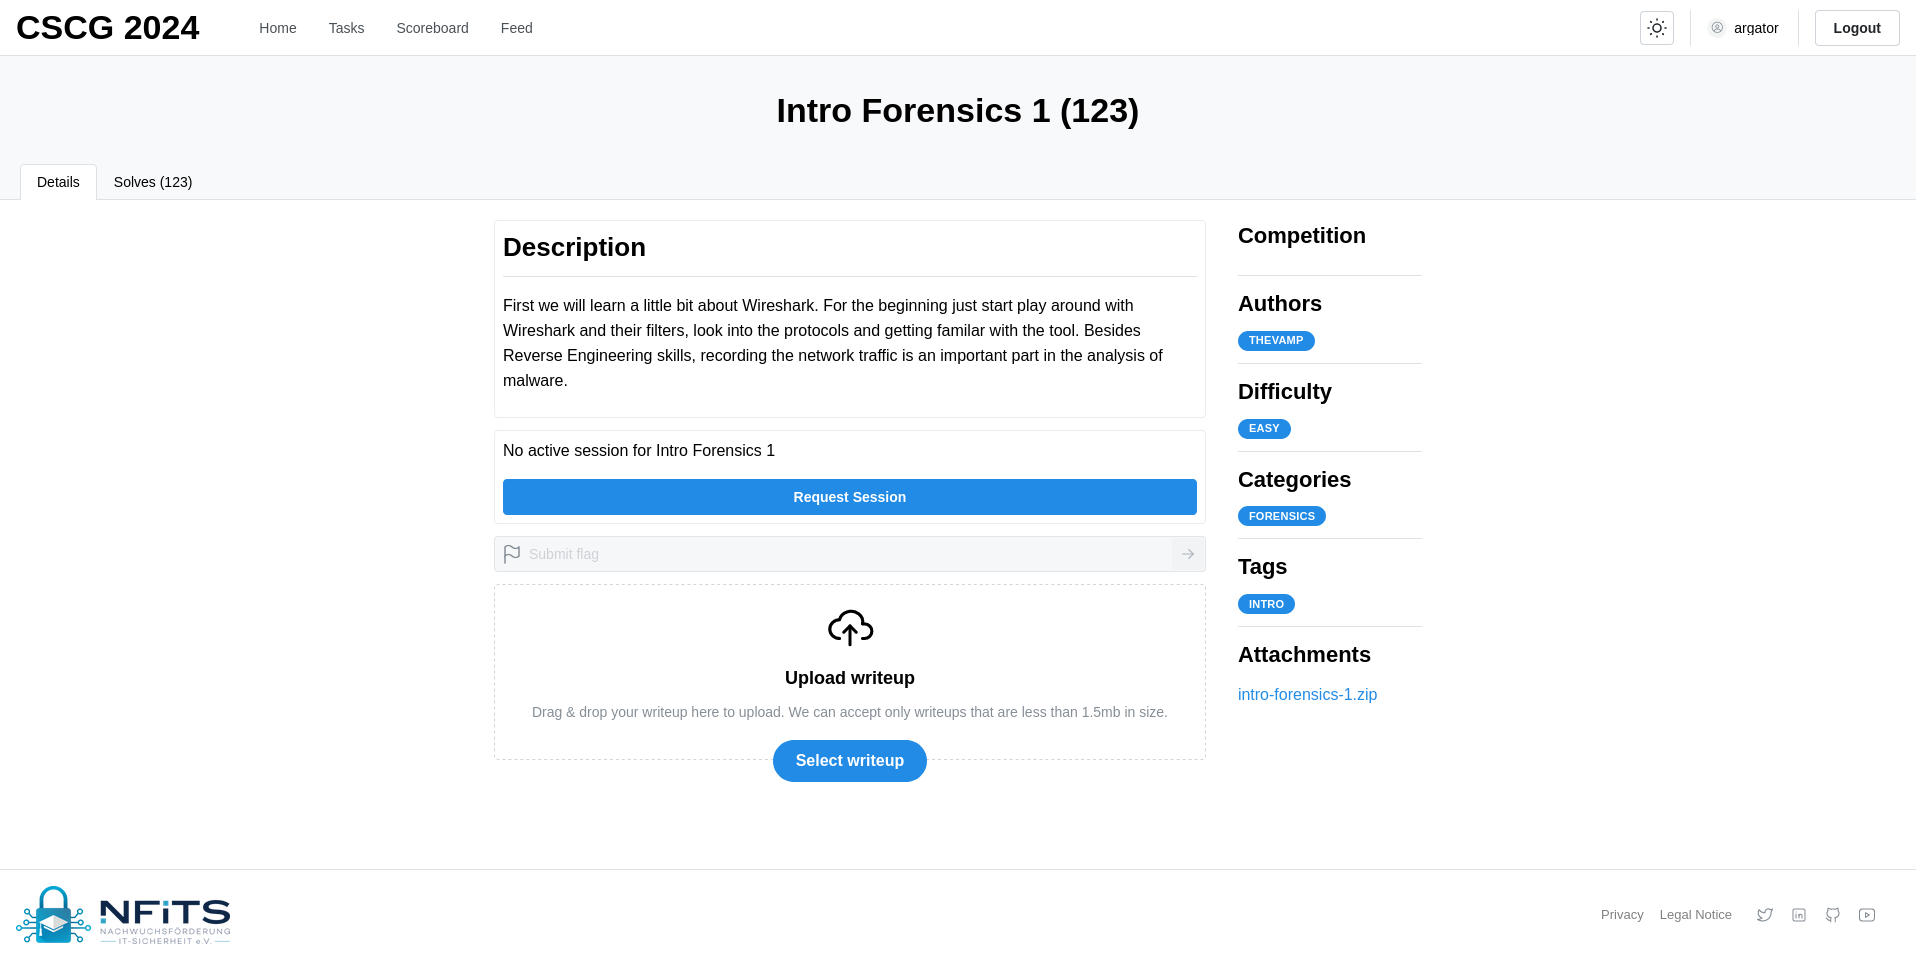 CSCG 2024
Home
Tasks
Scoreboard
Feed
argator
Logout
Intro Forensics 1 (123)
Details
Solves (123)
Description
First we will learn a little bit about Wireshark. For the beginning just start play around with
Wireshark and their filters, look into the protocols and getting familar with the tool. Besides
Reverse Engineering skills, recording the network traffic is an important part in the analysis of
malware.
No active session for Intro Forensics 1
Request Session
Submit flag
Upload writeup
Drag & drop your writeup here to upload. We can accept only writeups that are less than 1.5mb in size.
Select writeup
Competition
Authors
THEVAMP
Difficulty
EASY
Categories
FORENSICS
Tags
INTRO
Attachments
intro-forensics-1.zip
NFiTS
NACHWUCHSFÖRDERUNG
IT-SICHERHEIT e.V.
Privacy
Legal Notice